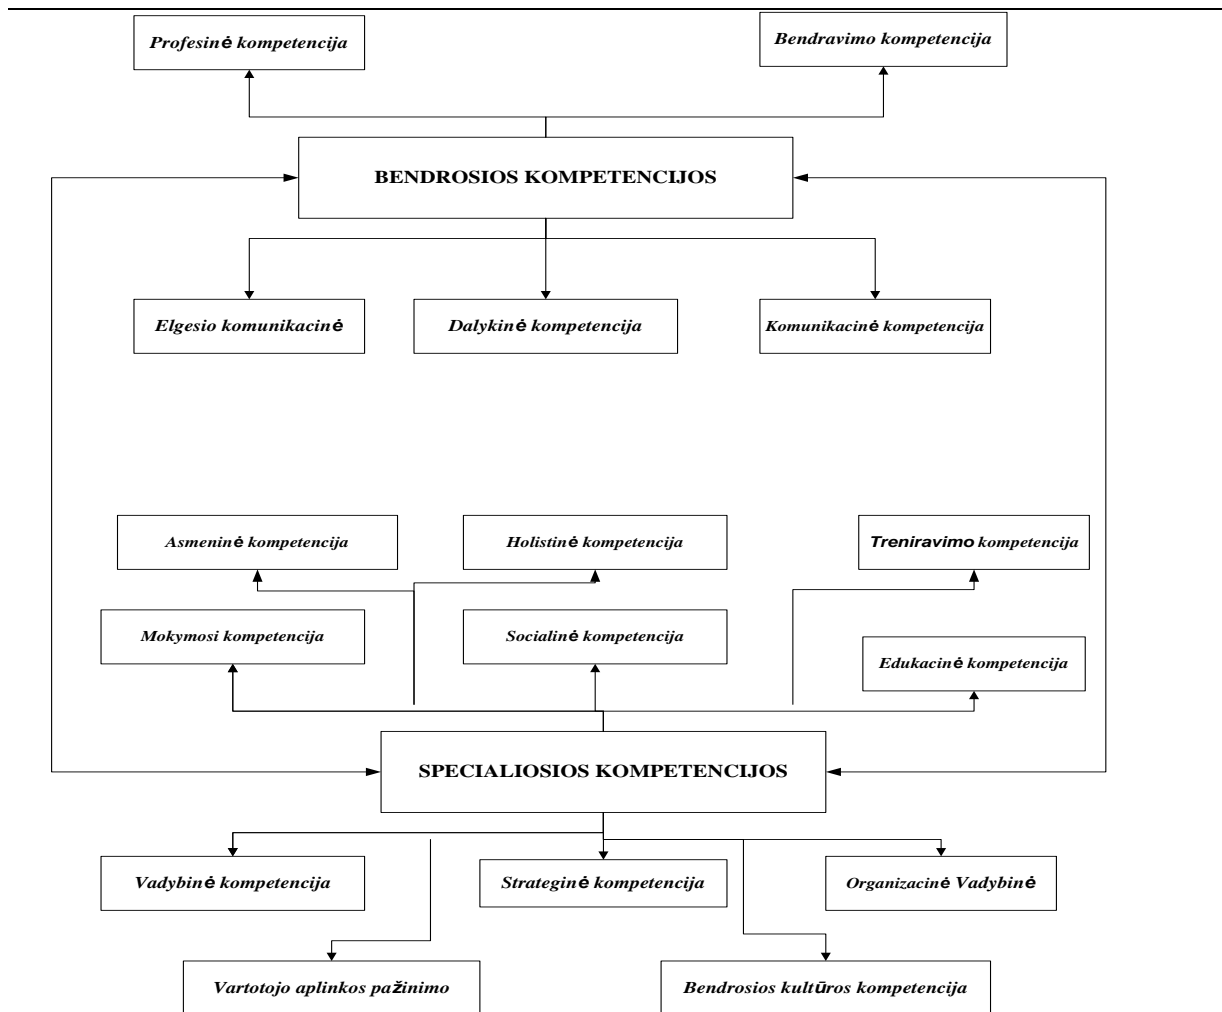 Profesinė kompetencija
Bendravimo kompetencija
BENDROSIOS KOMPETENCIJOS
Elgesio komunikacinė
Dalykinė kompetencija
Komunikacinė kompetencija
Asmeninė kompetencija
Holistinė kompetencija
Treniravimo kompetencija
Mokymosi kompetencija
Socialinė kompetencija
Edukacinė kompetencija
SPECIALIOSIOS KOMPETENCIJOS
Vadybinė kompetencija
Strateginė kompetencija
Organizacinė Vadybinė
Vartotojo aplinkos pažinimo
Bendrosios kultūros kompetencija